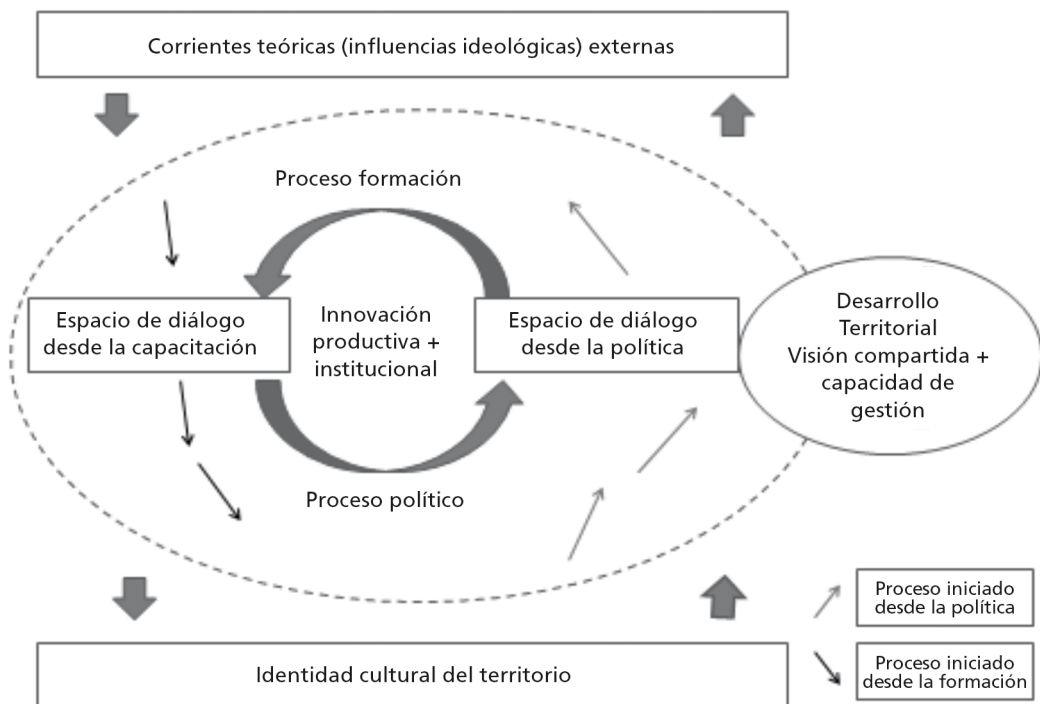 Corrientes teóricas (influencias ideológicas) externas
Proceso formación
Espacio de diálogo
desde la capacitación
Innovación
productiva +
institucional
Espacio de diálogo
desde la política
Desarrollo
Territorial
Visión compartida +
capacidad de
gestión
Proceso político
Proceso iniciado
desde la política
Identidad cultural del territorio
Proceso iniciado
desde la formación